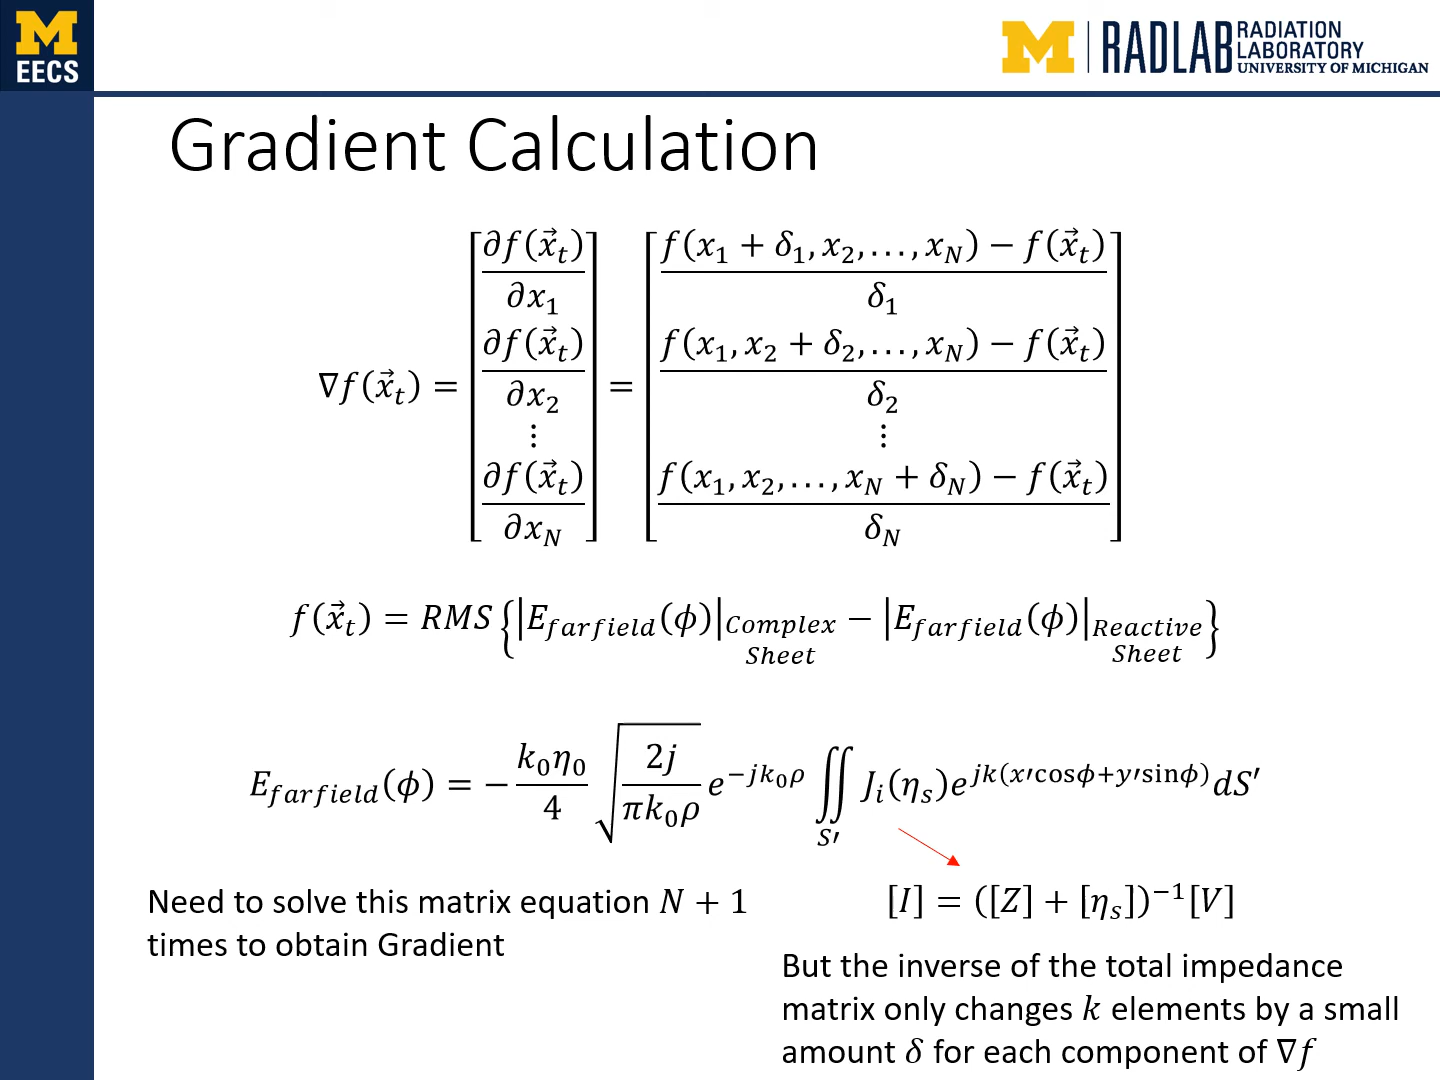 M
EECS
M | RADLAB RADIATION LABORATORY UNIVERSITY OF MICHIGAN
Gradient Calculation
∇f(x⃗_t) = [∂f(x⃗_t)/∂x_1; ∂f(x⃗_t)/∂x_2; ⋮; ∂f(x⃗_t)/∂x_N] = [(f(x_1 + δ_1, x_2, ..., x_N) − f(x⃗_t))/δ_1; (f(x_1, x_2 + δ_2, ..., x_N) − f(x⃗_t))/δ_2; ⋮; (f(x_1, x_2, ..., x_N + δ_N) − f(x⃗_t))/δ_N]
f(x⃗_t) = RMS{|E_farfield(ϕ)|_Complex Sheet − |E_farfield(ϕ)|_Reactive Sheet}
E_farfield(ϕ) = −(k_0η_0/4) √(2j/(πk_0ρ)) e^{−jk_0ρ} ∬_{S′} J_i(η_s)e^{jk(x′cosϕ+y′sinϕ)}dS′
Need to solve this matrix equation N + 1
times to obtain Gradient
[I] = ([Z] + [η_s])^{−1}[V]
But the inverse of the total impedance
matrix only changes k elements by a small
amount δ for each component of ∇f